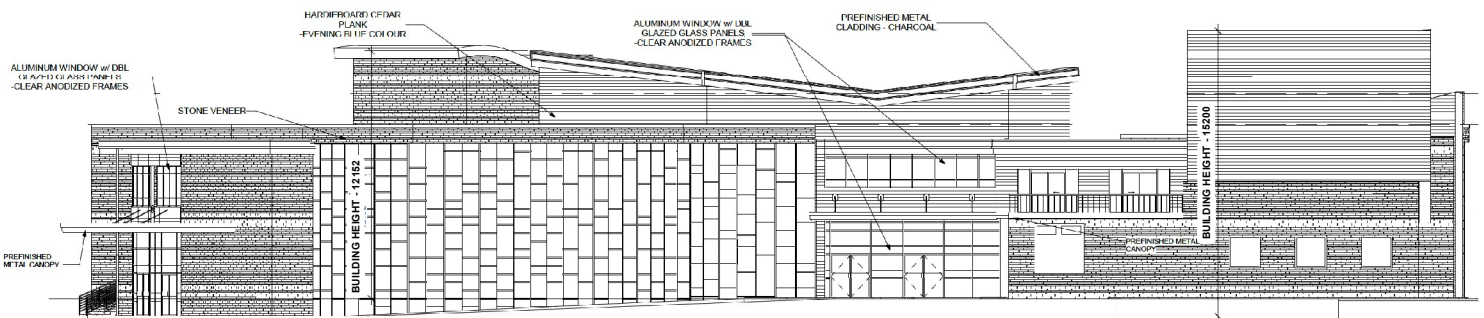 HARDIEBOARD CEDAR
PLANK
-EVENING BLUE COLOUR
ALUMINUM WINDOW w/ DBL
GLAZED GLASS PANELS
-CLEAR ANODIZED FRAMES
PREFINISHED METAL
CLADDING - CHARCOAL
ALUMINUM WINDOW w/ DBL
GLAZED GLASS PANELS
-CLEAR ANODIZED FRAMES
STONE VENEER
BUILDING HEIGHT - 12152
BUILDING HEIGHT - 15200
PREFINISHED
METAL CANOPY
PREFINISHED METAL
CANOPY